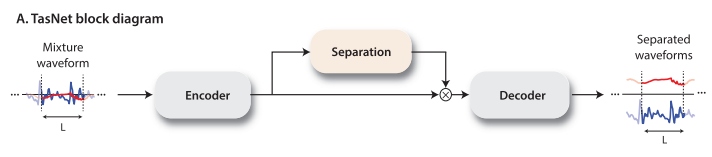 A. TasNet block diagram
Mixture
waveform
...
...
L
Encoder
Separation
Decoder
Separated
waveforms
...
...
L